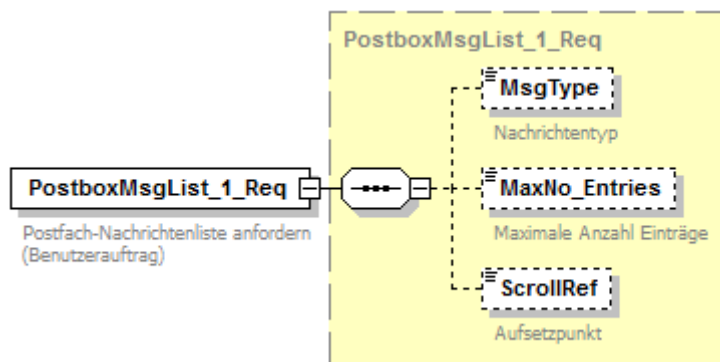 PostboxMsgList_1_Req
MsgType
Nachrichtentyp
PostboxMsgList_1_Req
Postfach-Nachrichtenliste anfordern
(Benutzerauftrag)
MaxNo_Entries
Maximale Anzahl Einträge
ScrollRef
Aufsetzpunkt